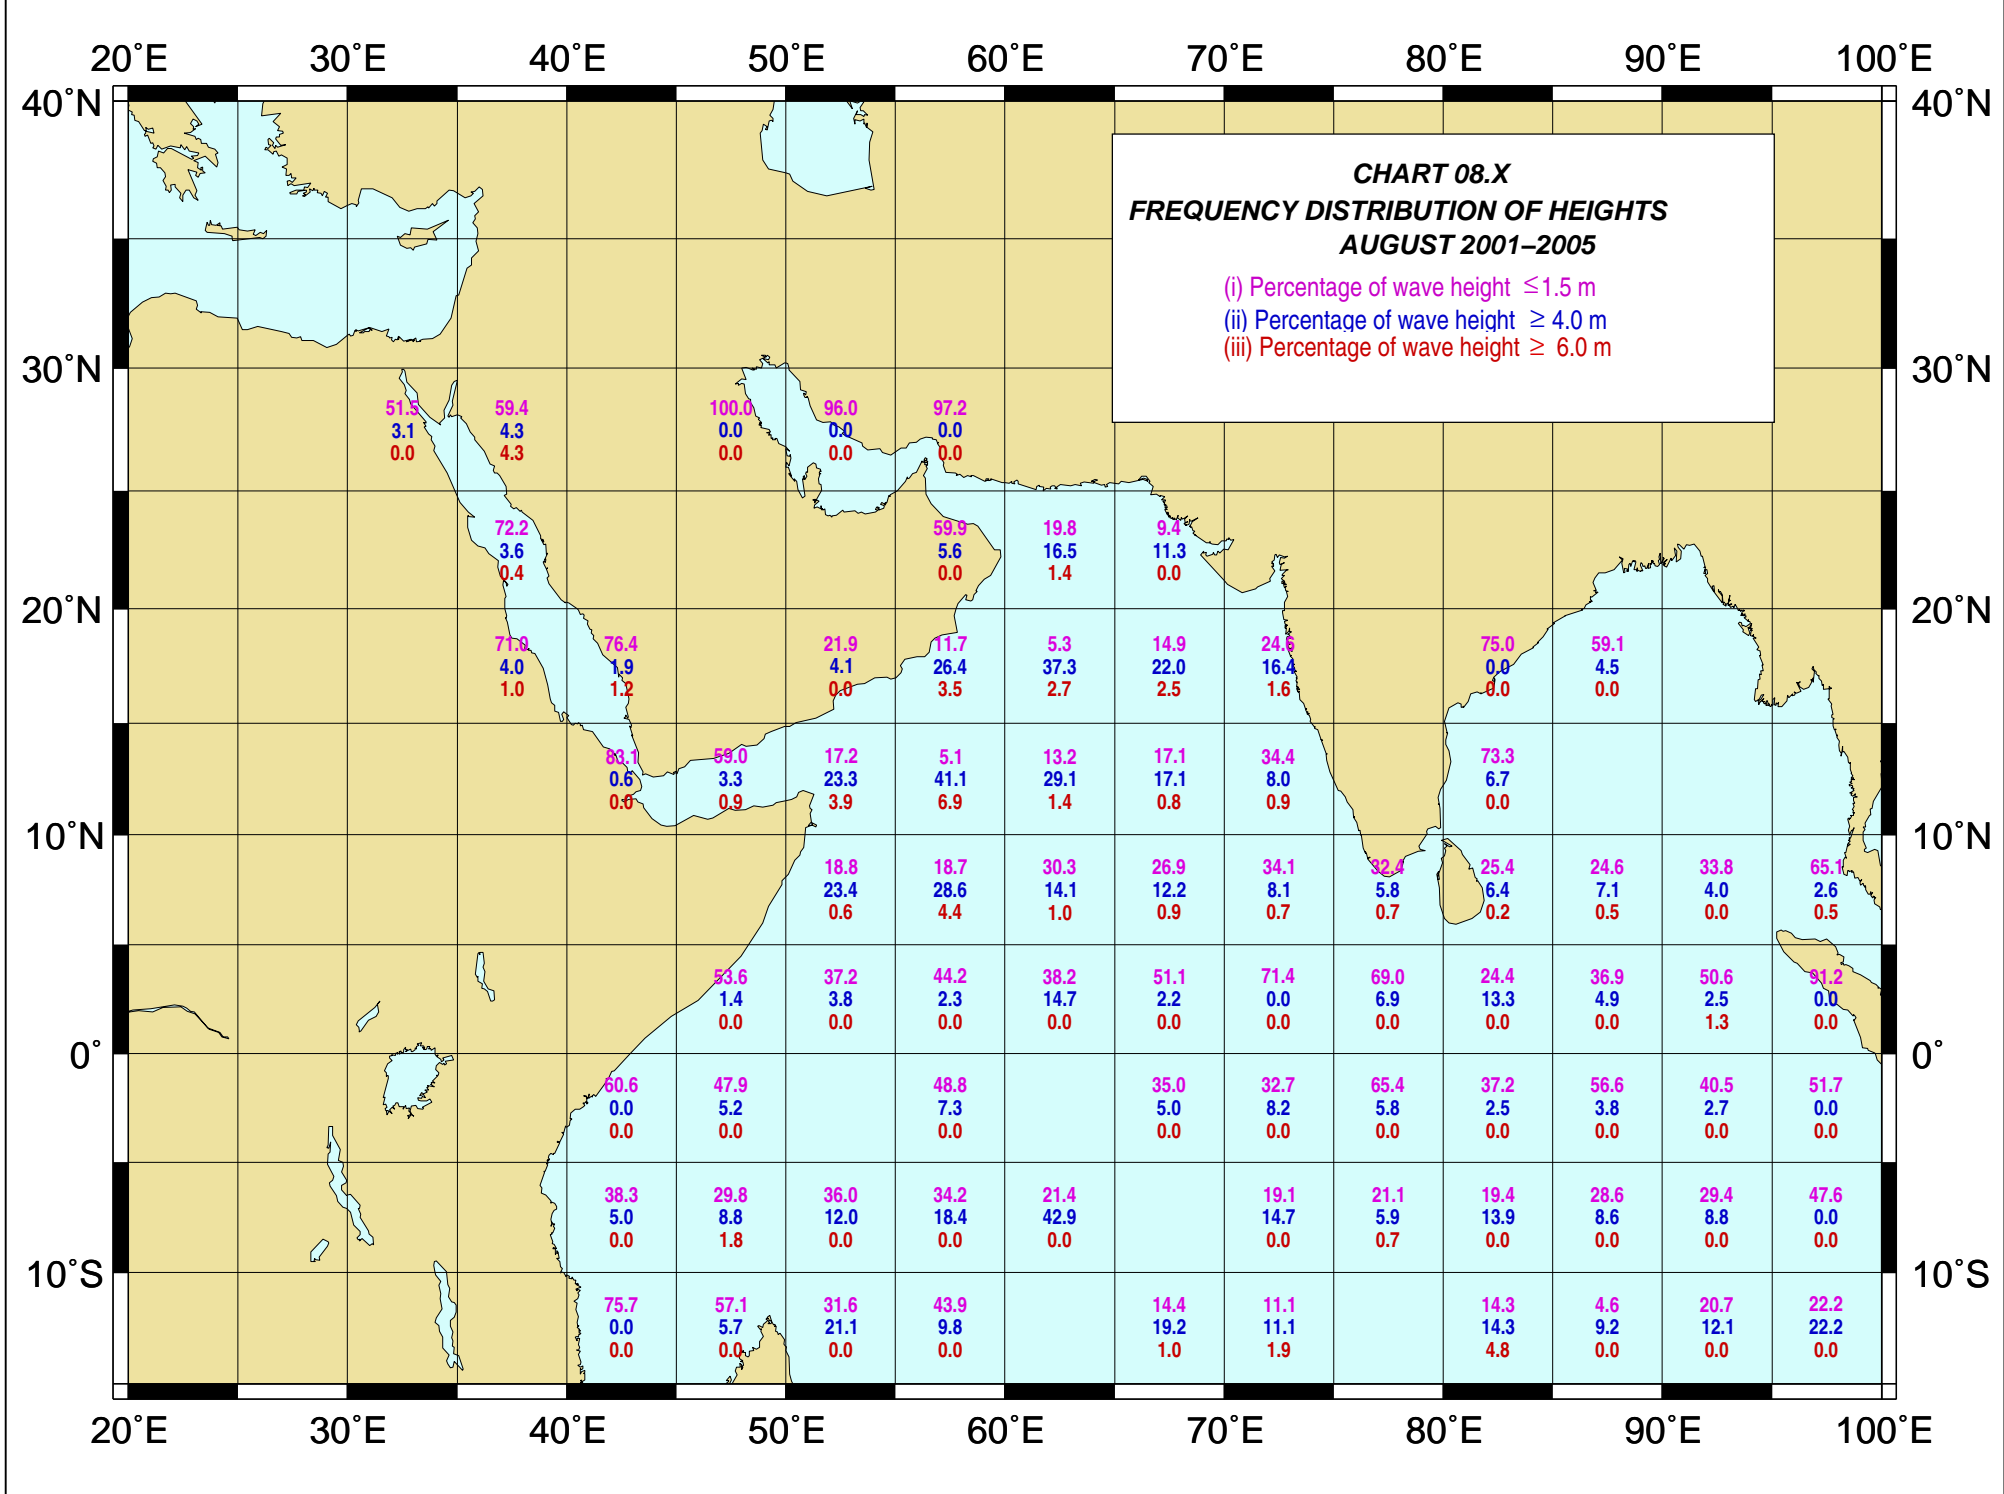 20˚E 30˚E 40˚E 50˚E 60˚E 70˚E 80˚E 90˚E 100˚E
40˚N 40˚N
CHART 08.X
FREQUENCY DISTRIBUTION OF HEIGHTS
AUGUST 2001–2005
(i) Percentage of wave height ≤1.5 m
(ii) Percentage of wave height ≥ 4.0 m
(iii) Percentage of wave height ≥ 6.0 m
30˚N 30˚N
51.5 59.4 100.0 96.0 97.2
3.1 4.3 0.0 0.0 0.0
0.0 4.3 0.0 0.0 0.0
72.2 59.9 19.8 9.4
3.6 5.6 16.5 11.3
0.4 0.0 1.4 0.0
20˚N 20˚N
71.0 76.4 21.9 11.7 5.3 14.9 24.6 75.0 59.1
4.0 1.9 4.1 26.4 37.3 22.0 16.4 0.0 4.5
1.0 1.2 0.0 3.5 2.7 2.5 1.6 0.0 0.0
83.1 59.0 17.2 5.1 13.2 17.1 34.4 73.3
0.6 3.3 23.3 41.1 29.1 17.1 8.0 6.7
0.0 0.9 3.9 6.9 1.4 0.8 0.9 0.0
10˚N 10˚N
18.8 18.7 30.3 26.9 34.1 32.4 25.4 24.6 33.8 65.1
23.4 28.6 14.1 12.2 8.1 5.8 6.4 7.1 4.0 2.6
0.6 4.4 1.0 0.9 0.7 0.7 0.2 0.5 0.0 0.5
53.6 37.2 44.2 38.2 51.1 71.4 69.0 24.4 36.9 50.6 91.2
1.4 3.8 2.3 14.7 2.2 0.0 6.9 13.3 4.9 2.5 0.0
0.0 0.0 0.0 0.0 0.0 0.0 0.0 0.0 0.0 1.3 0.0
0˚ 0˚
60.6 47.9 48.8 35.0 32.7 65.4 37.2 56.6 40.5 51.7
0.0 5.2 7.3 5.0 8.2 5.8 2.5 3.8 2.7 0.0
0.0 0.0 0.0 0.0 0.0 0.0 0.0 0.0 0.0 0.0
38.3 29.8 36.0 34.2 21.4 19.1 21.1 19.4 28.6 29.4 47.6
5.0 8.8 12.0 18.4 42.9 14.7 5.9 13.9 8.6 8.8 0.0
0.0 1.8 0.0 0.0 0.0 0.0 0.7 0.0 0.0 0.0 0.0
10˚S 10˚S
75.7 57.1 31.6 43.9 14.4 11.1 14.3 4.6 20.7 22.2
0.0 5.7 21.1 9.8 19.2 11.1 14.3 9.2 12.1 22.2
0.0 0.0 0.0 0.0 1.0 1.9 4.8 0.0 0.0 0.0
20˚E 30˚E 40˚E 50˚E 60˚E 70˚E 80˚E 90˚E 100˚E